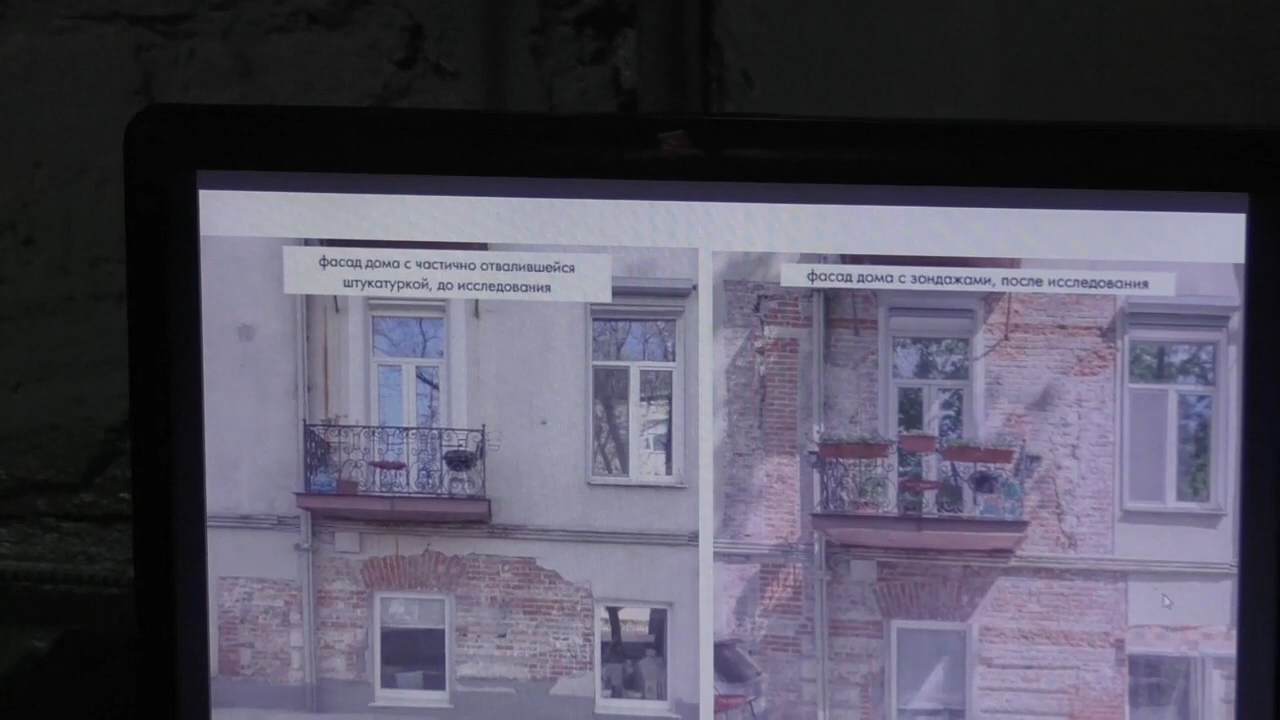 фасад дома с частично отвалившейся
штукатуркой, до исследования
фасад дома с зондажами, после исследования